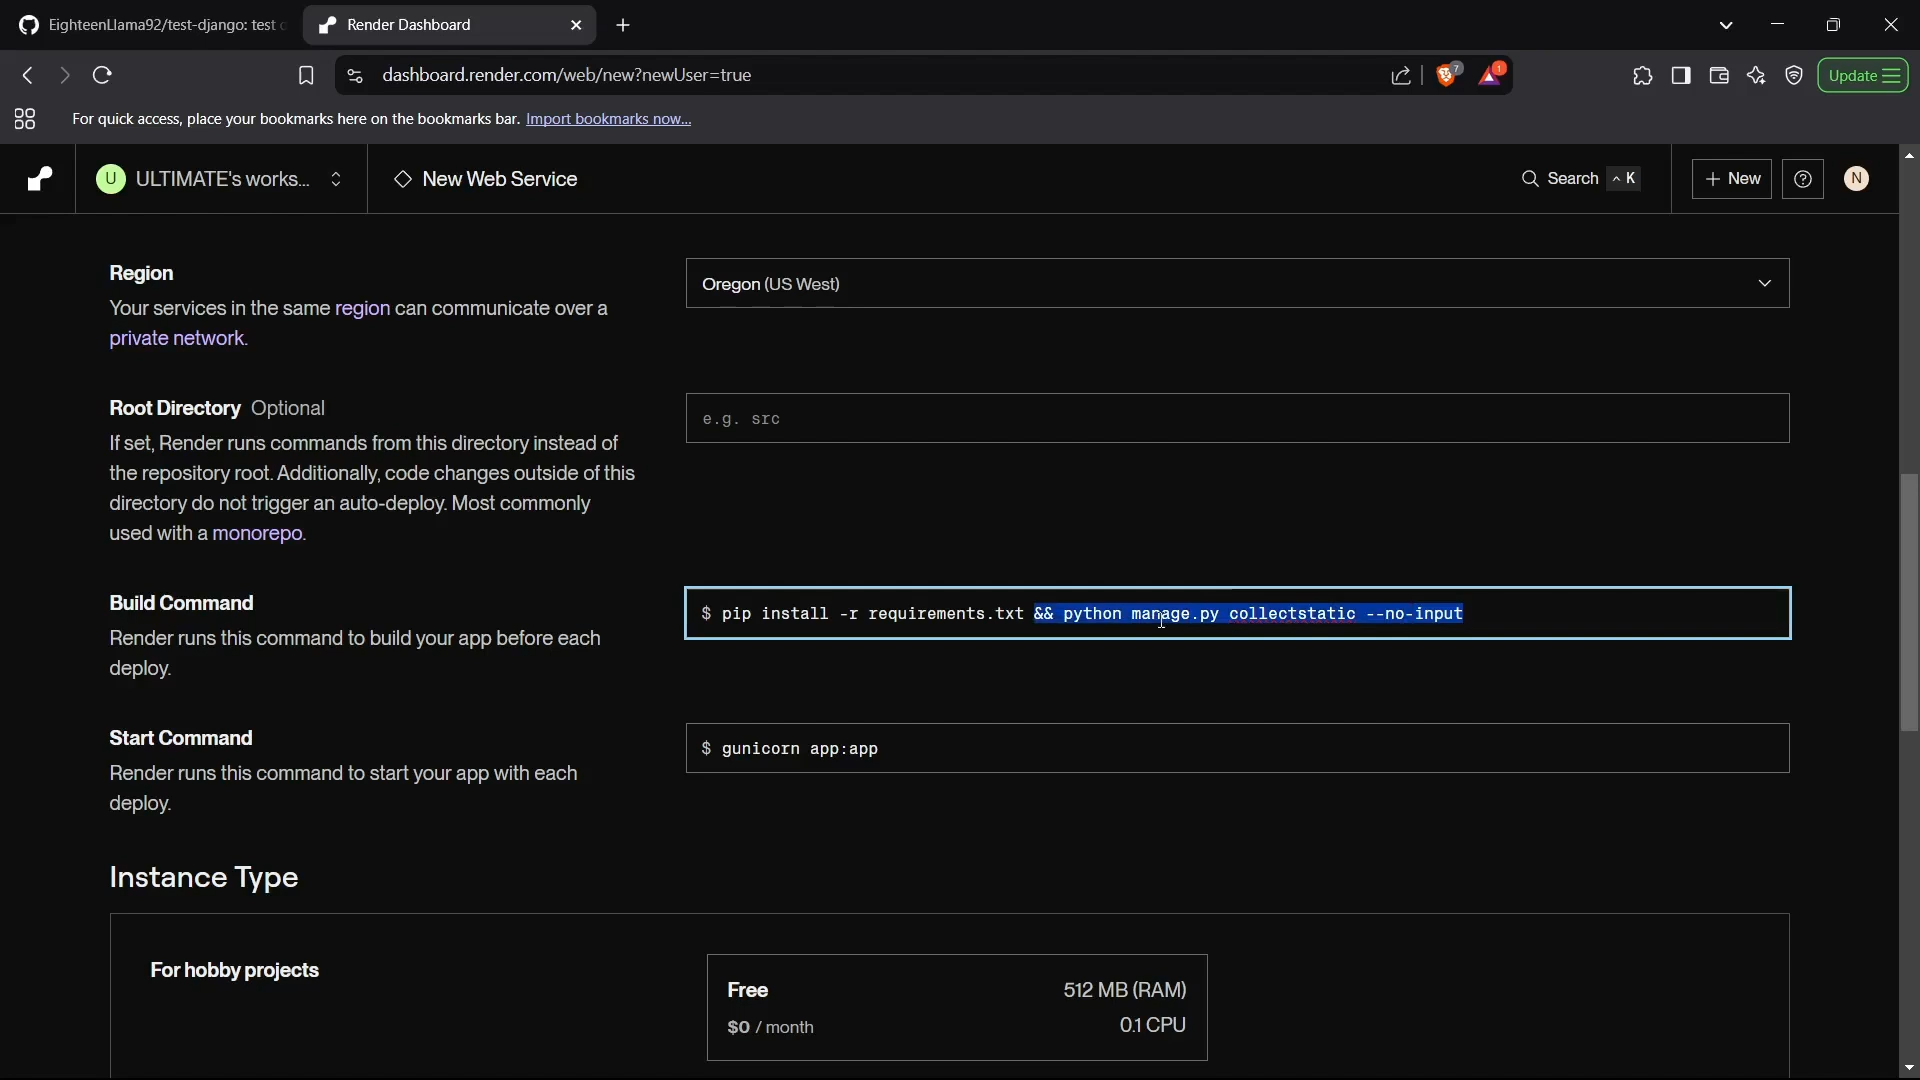 EighteenLlama92/test-django: test
Render Dashboard
dashboard.render.com/web/new?newUser=true
7
1
Update
For quick access, place your bookmarks here on the bookmarks bar. Import bookmarks now...
U ULTIMATE's works...
New Web Service
Search ^ K
+ New
?
N
Region
Your services in the same region can communicate over a
private network.
Oregon (US West)
Root Directory Optional
If set, Render runs commands from this directory instead of
the repository root. Additionally, code changes outside of this
directory do not trigger an auto-deploy. Most commonly
used with a monorepo.
e.g. src
Build Command
Render runs this command to build your app before each
deploy.
$ pip install -r requirements.txt && python manage.py collectstatic --no-input
Start Command
Render runs this command to start your app with each
deploy.
$ gunicorn app:app
Instance Type
For hobby projects
Free 512 MB (RAM)
$0 / month 0.1 CPU